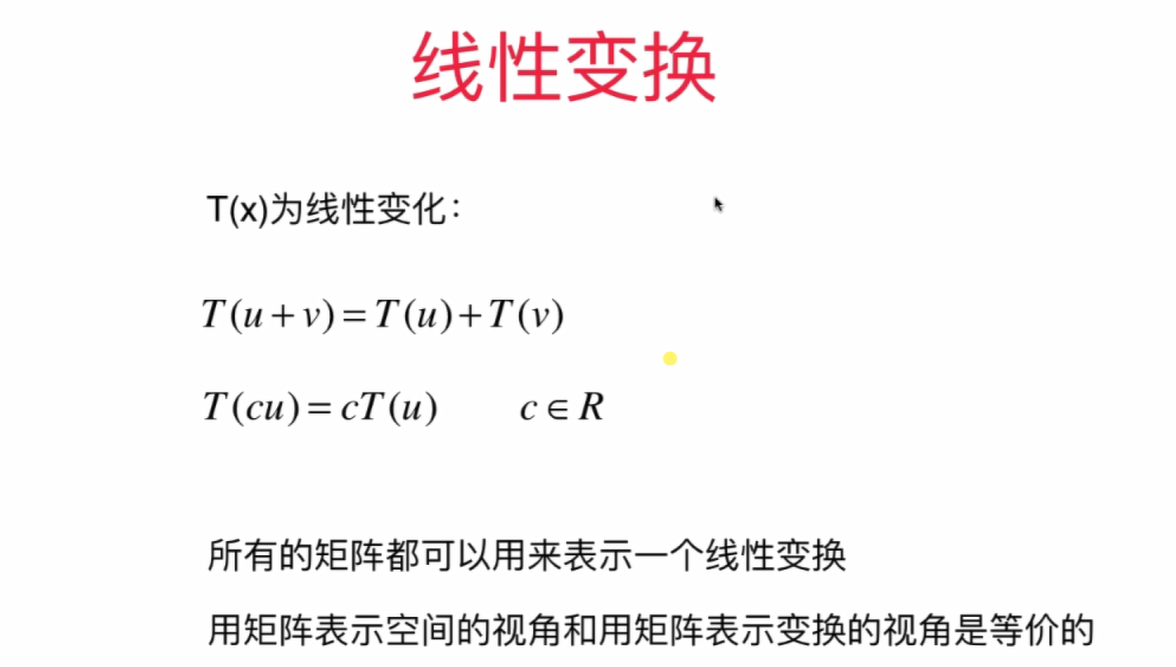 线性变换
T(x)为线性变化：
T(u+v)=T(u)+T(v)
T(cu)=cT(u) c∈R
所有的矩阵都可以用来表示一个线性变换
用矩阵表示空间的视角和用矩阵表示变换的视角是等价的